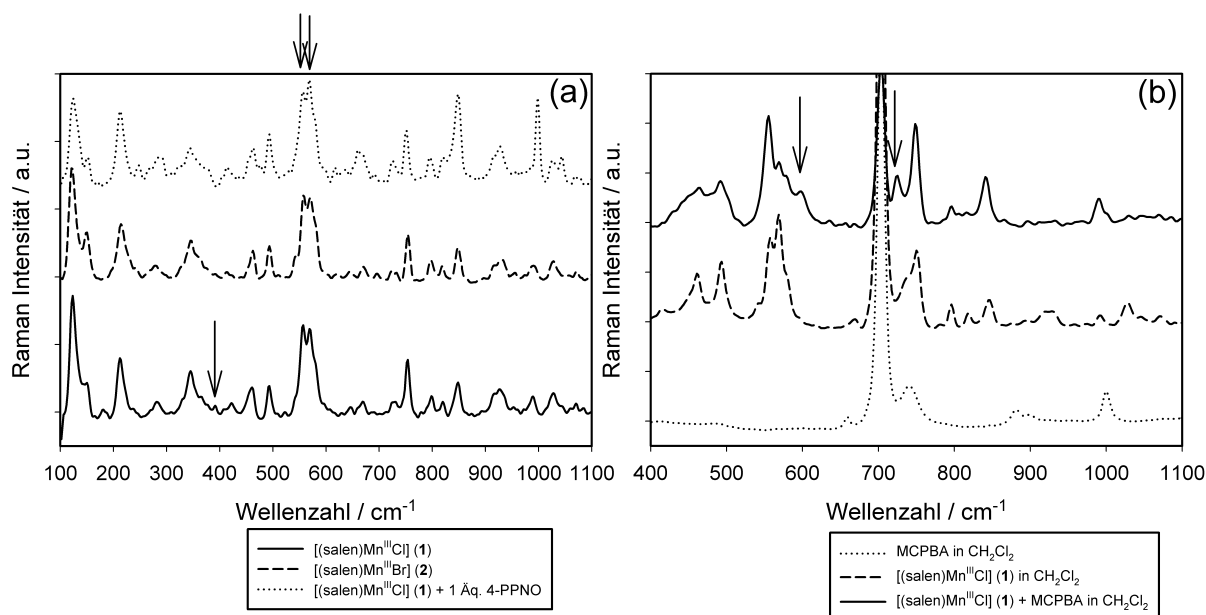 (a)
Raman Intensität / a.u.
100 200 300 400 500 600 700 800 900 1000 1100
Wellenzahl / cm⁻¹
[(salen)MnᴵᴵᴵCl] (1)
[(salen)MnᴵᴵᴵBr] (2)
[(salen)MnᴵᴵᴵCl] (1) + 1 Äq. 4-PPNO
(b)
Raman Intensität / a.u.
400 500 600 700 800 900 1000 1100
Wellenzahl / cm⁻¹
MCPBA in CH₂Cl₂
[(salen)MnᴵᴵᴵCl] (1) in CH₂Cl₂
[(salen)MnᴵᴵᴵCl] (1) + MCPBA in CH₂Cl₂